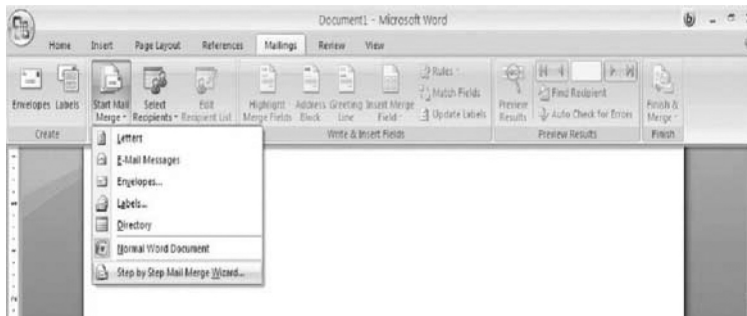 Document1 - Microsoft Word
Home Insert Page Layout References Mailings Review View
Envelopes Labels
Start Mail Merge
Select Recipients
Edit Recipient List
Highlight Merge Fields
Address Block
Greeting Line
Insert Merge Field
Rules
Match Fields
Update Labels
Preview Results
Find Recipient
Auto Check for Errors
Finish & Merge
Create
Write & Insert Fields
Preview Results
Finish
Letters
E-Mail Messages
Envelopes...
Labels...
Directory
Normal Word Document
Step by Step Mail Merge Wizard...